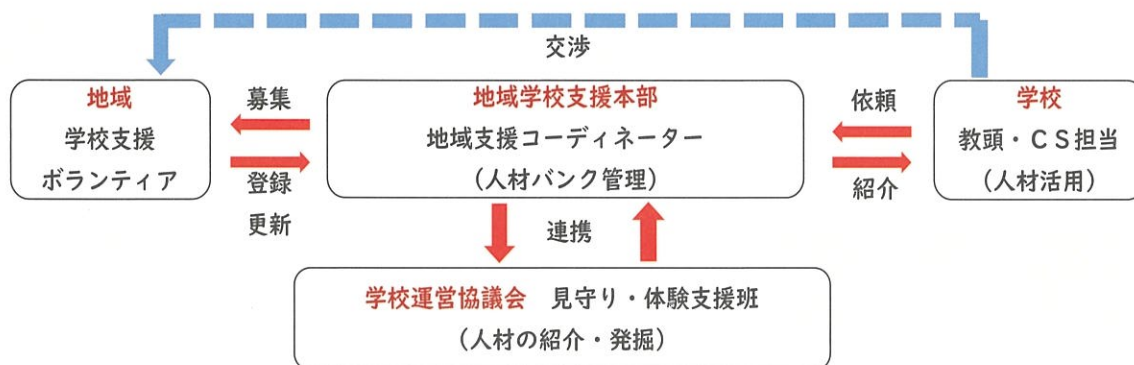 交渉
地域
学校支援
ボランティア
募集
登録
更新
地域学校支援本部
地域支援コーディネーター
(人材バンク管理)
依頼
紹介
学校
教頭・CS担当
(人材活用)
連携
学校運営協議会 見守り・体験支援班
(人材の紹介・発掘)